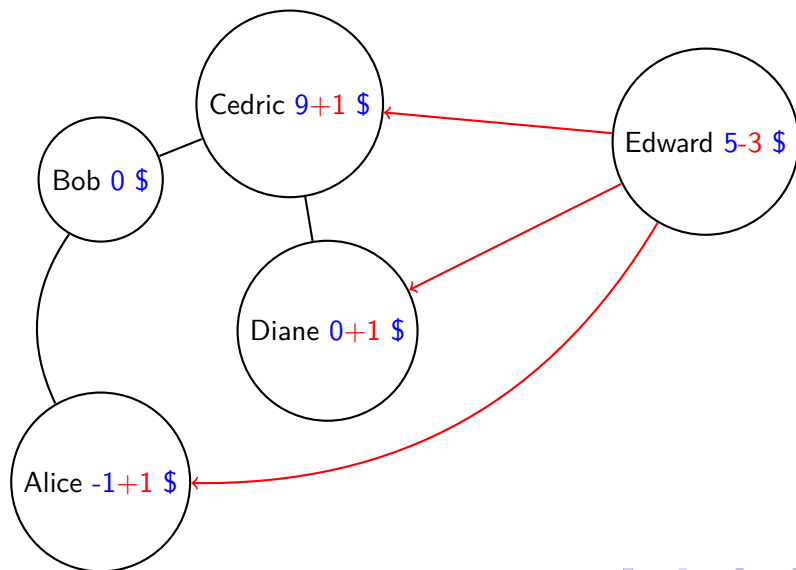 Cedric 9+1 $
Edward 5-3 $
Bob 0 $
Diane 0+1 $
Alice -1+1 $